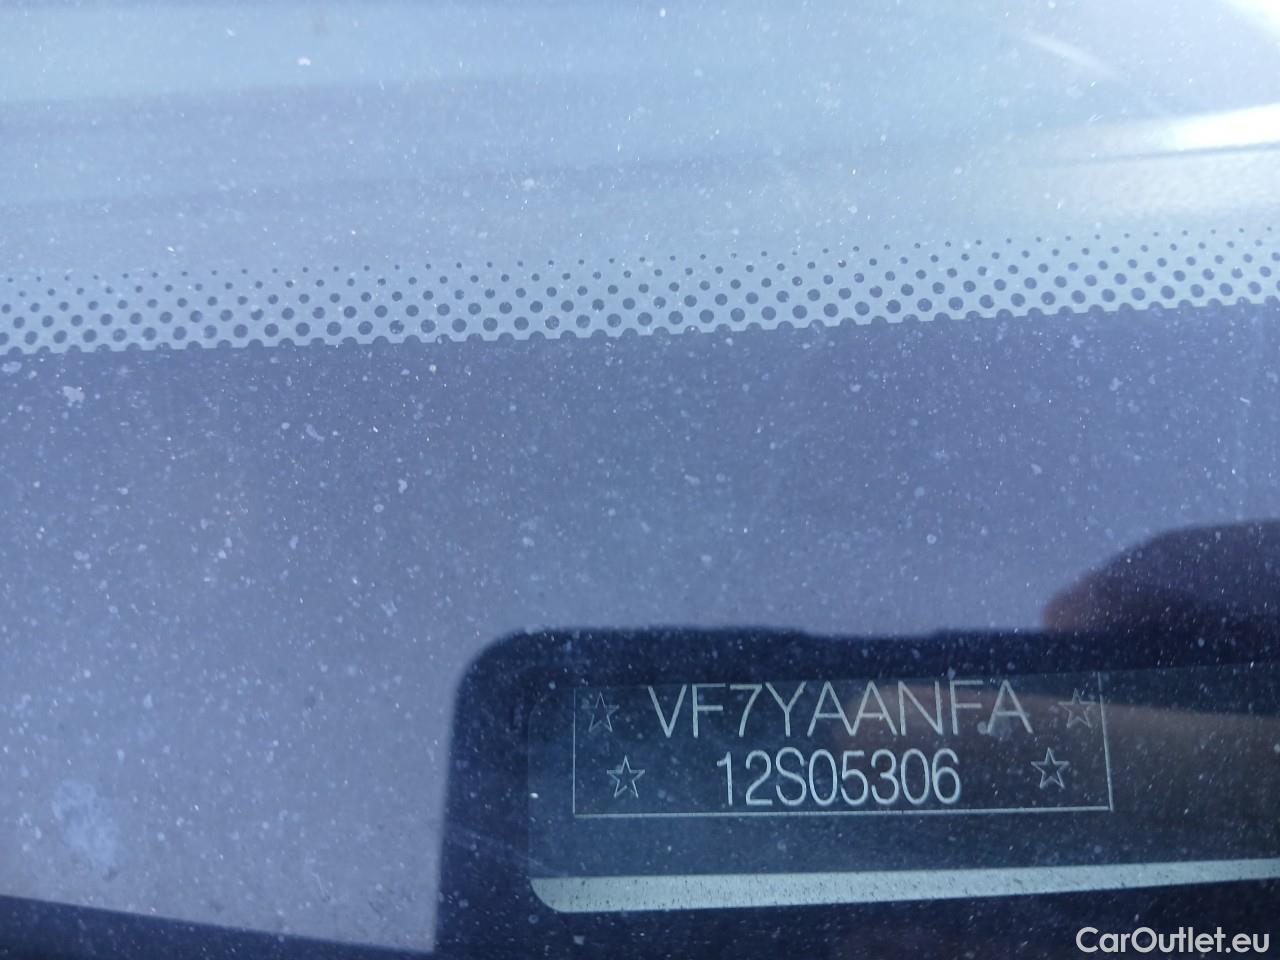 ☆ VF7YAANFA ☆
☆ 12S05306 ☆
CarOutlet.eu